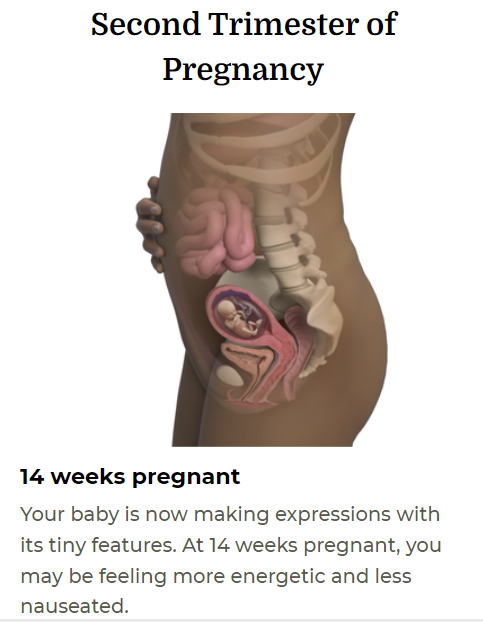 Second Trimester of
Pregnancy
14 weeks pregnant
Your baby is now making expressions with
its tiny features. At 14 weeks pregnant, you
may be feeling more energetic and less
nauseated.